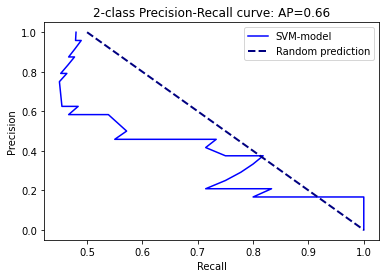 2-class Precision-Recall curve: AP=0.66
SVM-model
Random prediction
Precision
1.0
0.8
0.6
0.4
0.2
0.0
0.5
0.6
0.7
0.8
0.9
1.0
Recall